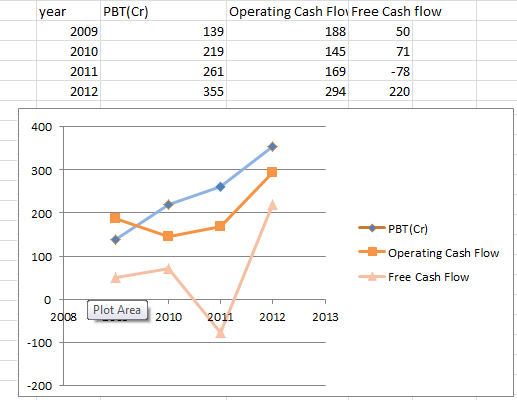 year PBT(Cr) Operating Cash Flo Free Cash flow
2009 139 188 50
2010 219 145 71
2011 261 169 -78
2012 355 294 220
400
300
200
100
0
-100
-200
2008 2010 2011 2012 2013
Plot Area
PBT(Cr)
Operating Cash Flow
Free Cash Flow